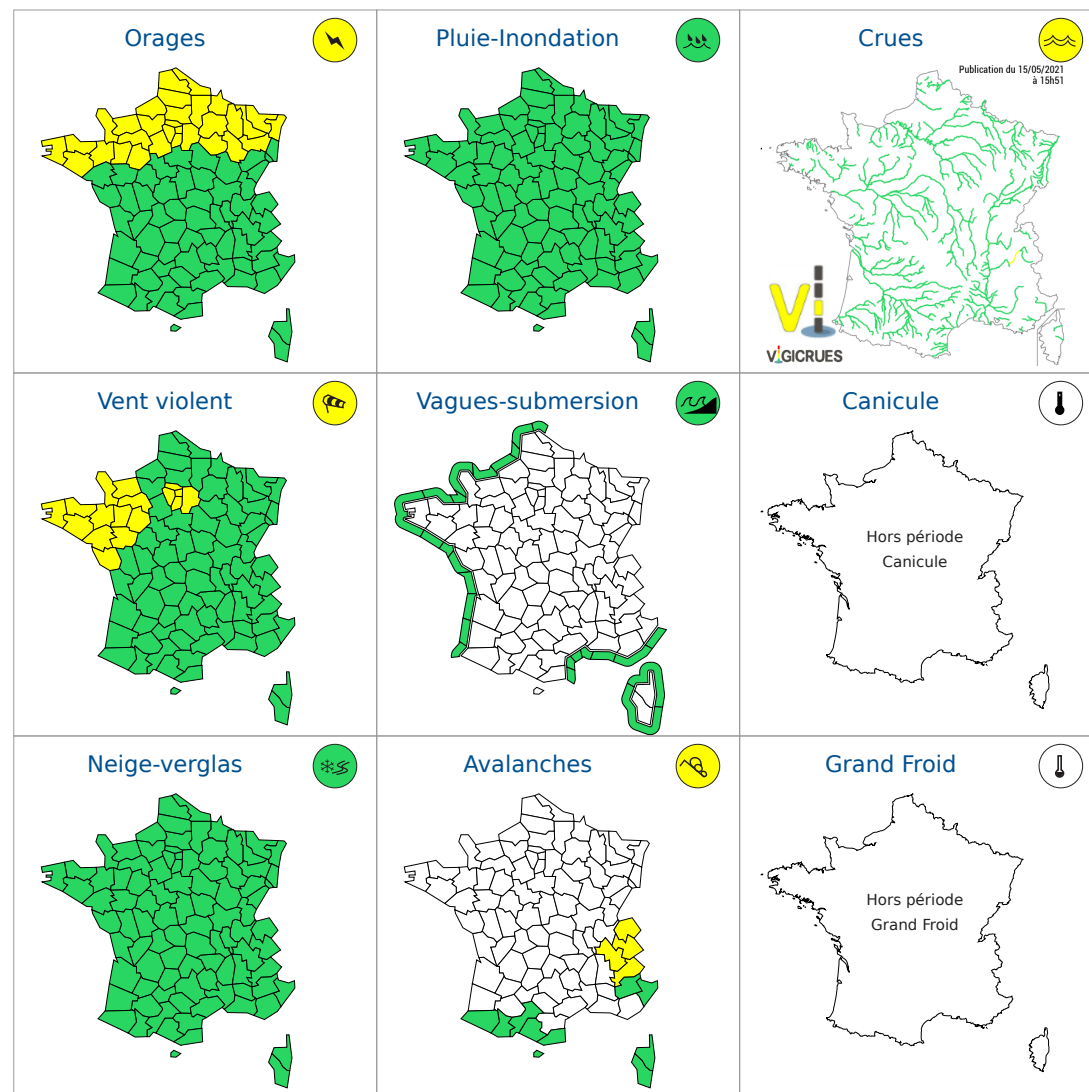 Orages
Pluie-Inondation
Crues
Publication du 15/05/2021
à 15h51
Vi
VIGICRUES
Vent violent
Vagues-submersion
Canicule
Hors période
Canicule
Neige-verglas
Avalanches
Grand Froid
Hors période
Grand Froid